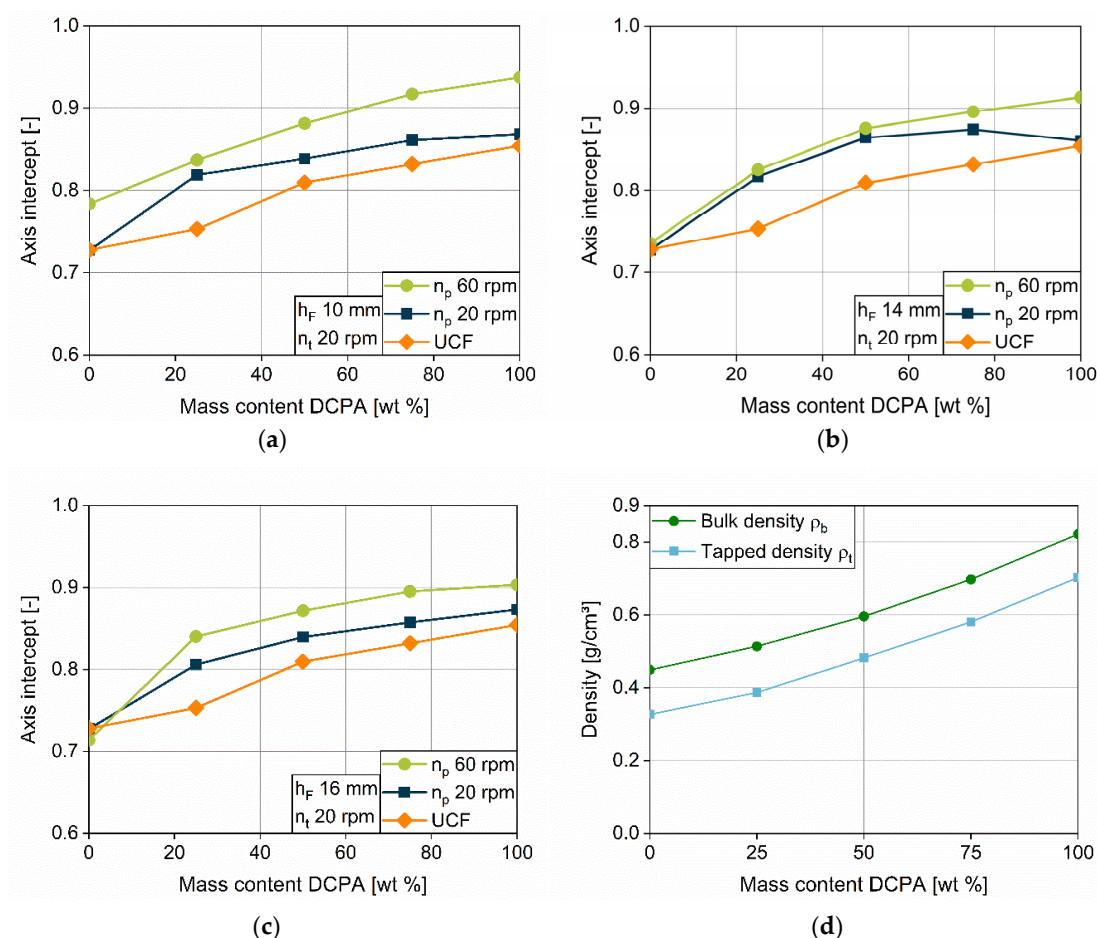 1.0
0.9
0.8
0.7
0.6
Axis intercept [-]
h_F 10 mm
n_t 20 rpm
n_p 60 rpm
n_p 20 rpm
UCF
0 20 40 60 80 100
Mass content DCPA [wt %]
(a)
1.0
0.9
0.8
0.7
0.6
Axis intercept [-]
h_F 14 mm
n_t 20 rpm
n_p 60 rpm
n_p 20 rpm
UCF
0 20 40 60 80 100
Mass content DCPA [wt %]
(b)
1.0
0.9
0.8
0.7
0.6
Axis intercept [-]
h_F 16 mm
n_t 20 rpm
n_p 60 rpm
n_p 20 rpm
UCF
0 20 40 60 80 100
Mass content DCPA [wt %]
(c)
0.9
0.8
0.6
0.4
0.2
0.0
Density [g/cm³]
Bulk density ρ_b
Tapped density ρ_t
0 25 50 75 100
Mass content DCPA [wt %]
(d)